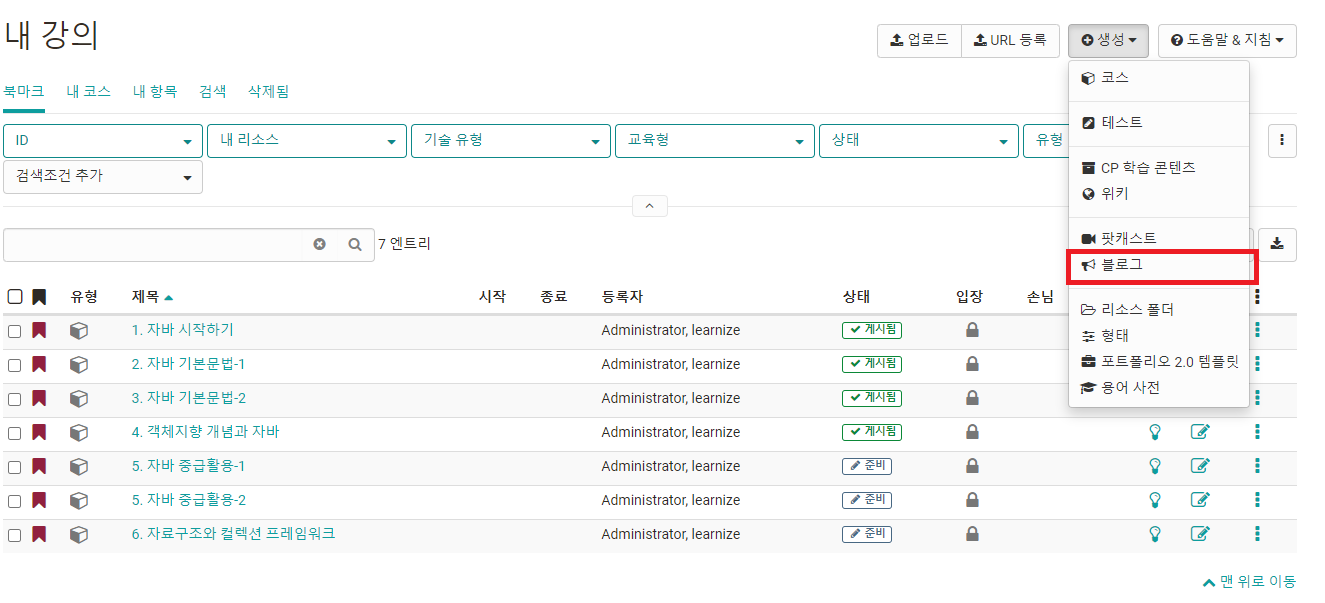 내 강의
업로드 URL 등록 생성 도움말 & 지침
북마크 내 코스 내 항목 검색 삭제됨
ID 내 리소스 기술 유형 교육형 상태 유형
검색조건 추가
코스
테스트
CP 학습 콘텐츠
위키
팟캐스트
블로그
리소스 폴더
형태
포트폴리오 2.0 템플릿
용어 사전
7 엔트리
유형 제목 시작 종료 등록자 상태 입장 손님
1. 자바 시작하기 Administrator, learnize 게시됨
2. 자바 기본문법-1 Administrator, learnize 게시됨
3. 자바 기본문법-2 Administrator, learnize 게시됨
4. 객체지향 개념과 자바 Administrator, learnize 게시됨
5. 자바 중급활용-1 Administrator, learnize 준비
5. 자바 중급활용-2 Administrator, learnize 준비
6. 자료구조와 컬렉션 프레임워크 Administrator, learnize 준비
맨 위로 이동